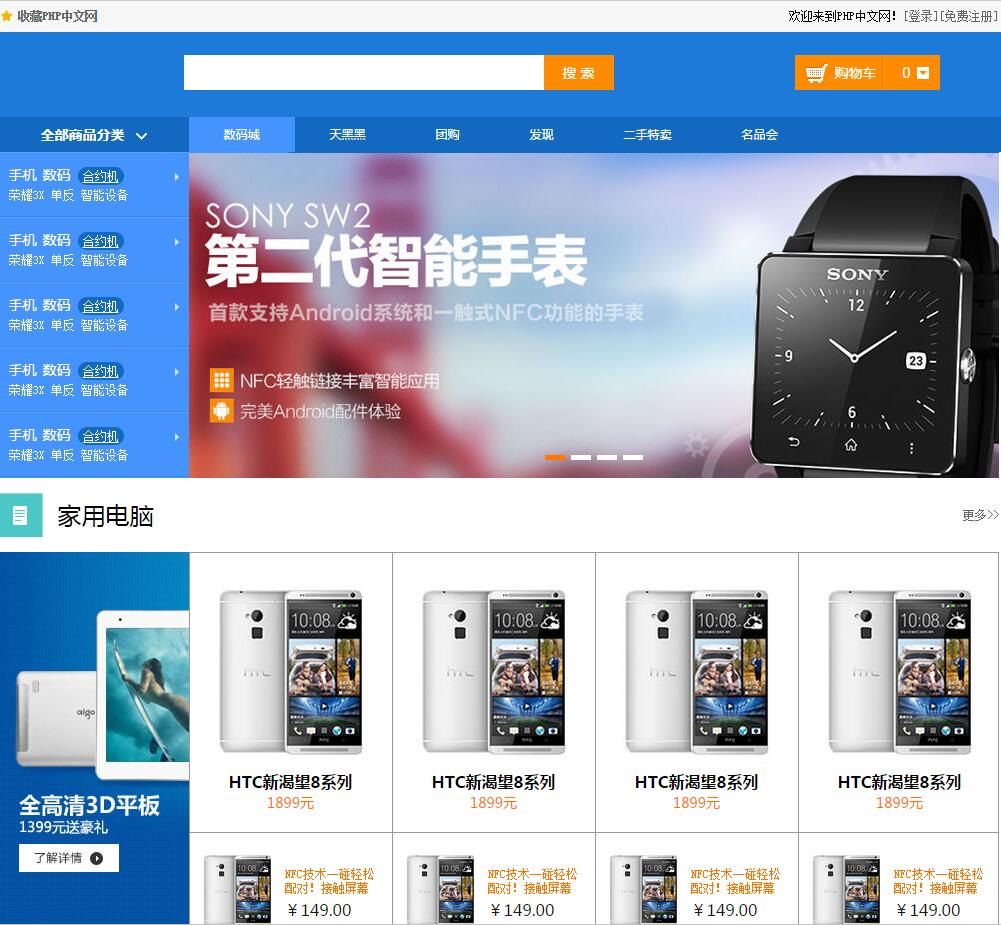 收藏PHP中文网
欢迎来到PHP中文网! [登录][免费注册]
搜 索
购物车 0
全部商品分类 数码城 天黑黑 团购 发现 二手特卖 名品会
手机 数码 合约机
荣耀3X 单反 智能设备
手机 数码 合约机
荣耀3X 单反 智能设备
手机 数码 合约机
荣耀3X 单反 智能设备
手机 数码 合约机
荣耀3X 单反 智能设备
手机 数码 合约机
荣耀3X 单反 智能设备
SONY SW2
第二代智能手表
首款支持Android系统和一触式NFC功能的手表
NFC轻触链接丰富智能应用
完美Android配件体验
SONY
12
9
23
6
家用电脑
更多>>
aigo
全高清3D平板
1399元送豪礼
了解详情
10:08
hTC
HTC新渴望8系列
1899元
10:08
hTC
HTC新渴望8系列
1899元
10:08
hTC
HTC新渴望8系列
1899元
10:08
hTC
HTC新渴望8系列
1899元
NFC技术一碰轻松
配对!接触屏幕
¥149.00
NFC技术一碰轻松
配对!接触屏幕
¥149.00
NFC技术一碰轻松
配对!接触屏幕
¥149.00
NFC技术一碰轻松
配对!接触屏幕
¥149.00